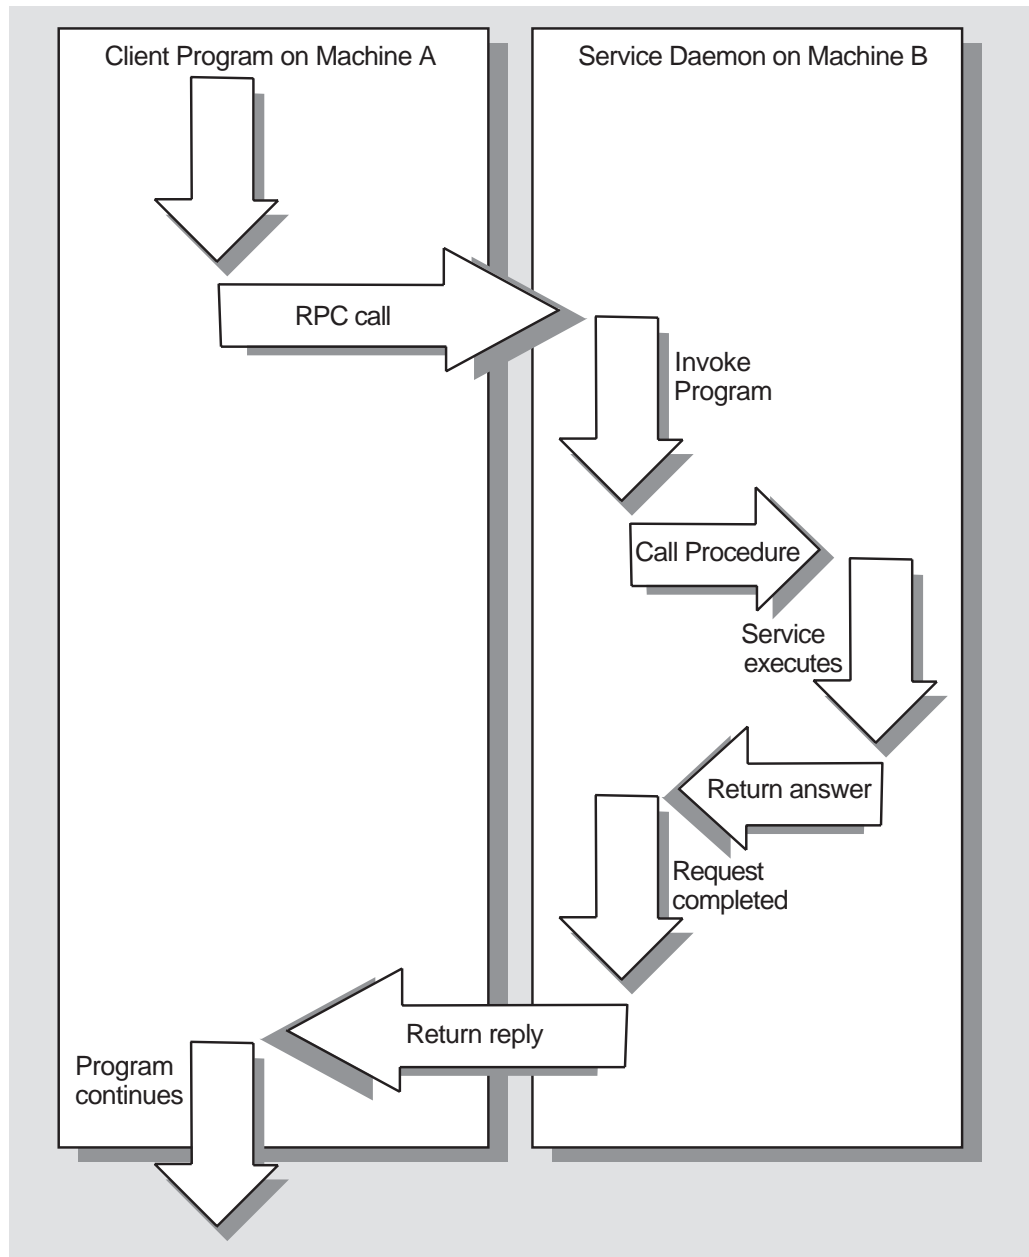 Client Program on Machine A
Service Daemon on Machine B
RPC call
Invoke
Program
Call Procedure
Service
executes
Return answer
Request
completed
Return reply
Program
continues